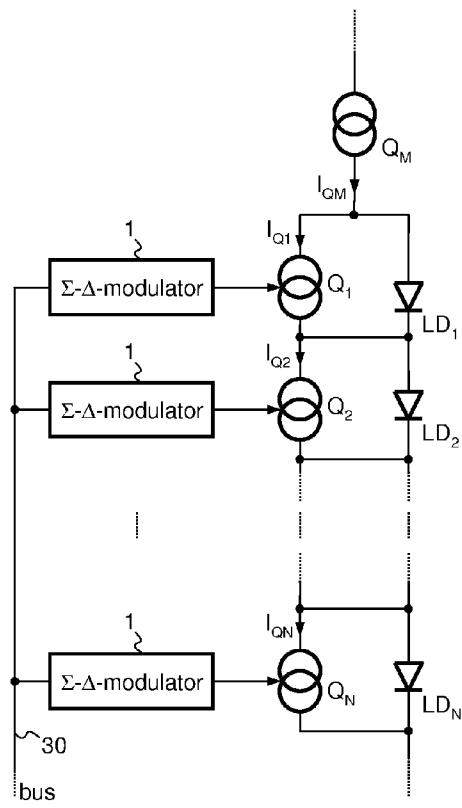 Q_M
I_QM
1
I_Q1
Σ-Δ-modulator
Q_1
LD_1
1
I_Q2
Σ-Δ-modulator
Q_2
LD_2
1
I_QN
Σ-Δ-modulator
Q_N
LD_N
30
bus